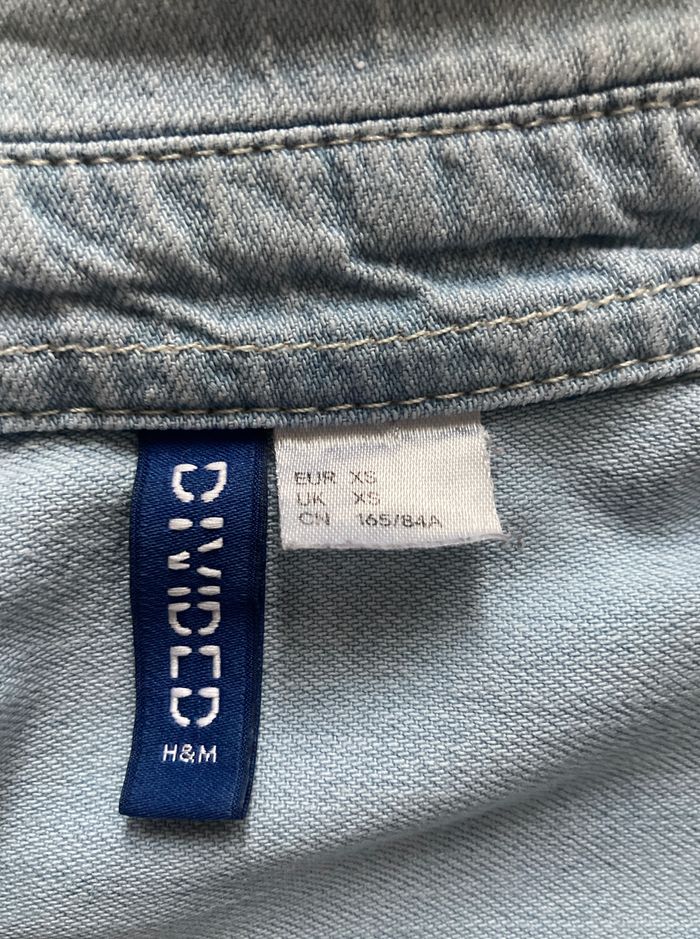 DIVIDED
H&M
EUR XS
UK XS
CN 165/84A